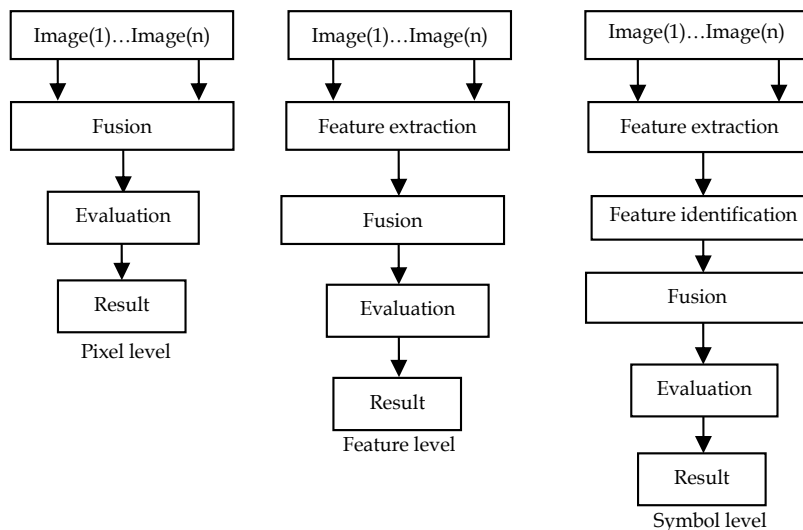 Image(1)…Image(n)
Fusion
Evaluation
Result
Pixel level
Image(1)…Image(n)
Feature extraction
Fusion
Evaluation
Result
Feature level
Image(1)…Image(n)
Feature extraction
Feature identification
Fusion
Evaluation
Result
Symbol level